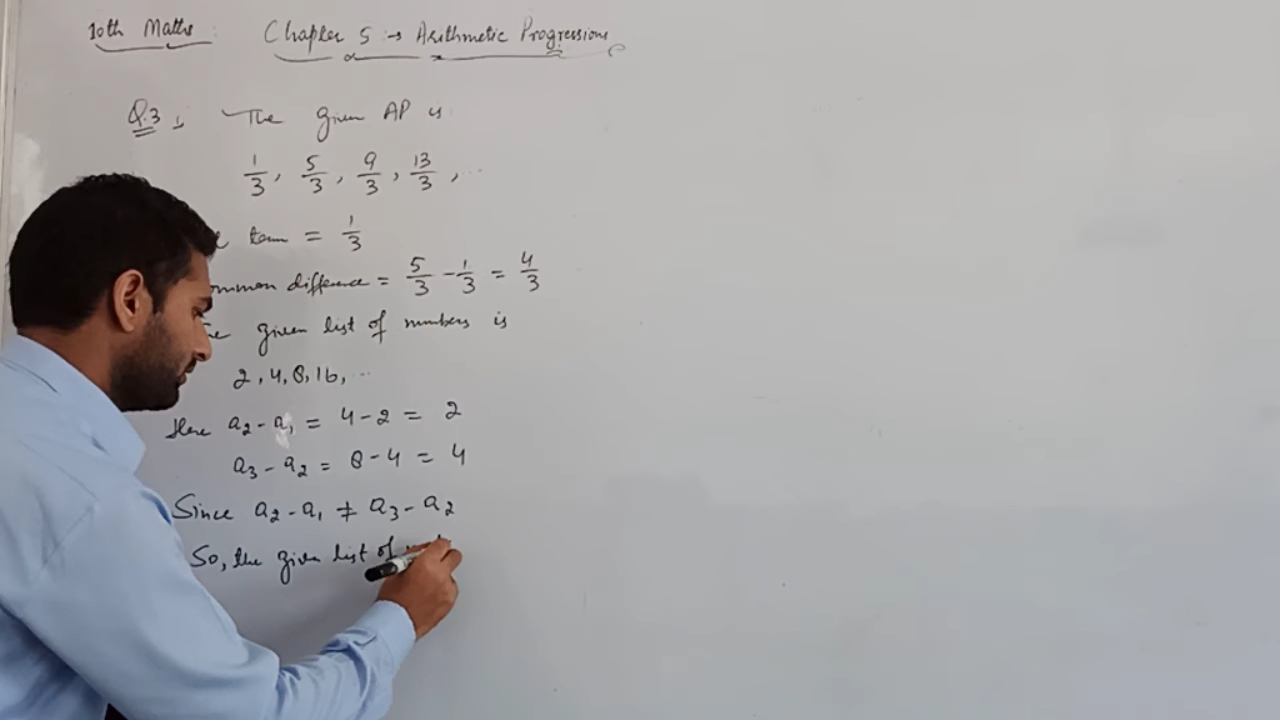 10th Maths: Chapter 5 :→ Arithmetic Progressions
Q.3 The given AP is
1/3, 5/3, 9/3, 13/3, ...
term = 1/3
ommon difference = 5/3 - 1/3 = 4/3
given list of numbers is
2, 4, 8, 16, ...
Here a₂ - a₁ = 4 - 2 = 2
a₃ - a₂ = 8 - 4 = 4
Since a₂ - a₁ ≠ a₃ - a₂
So, the given list of